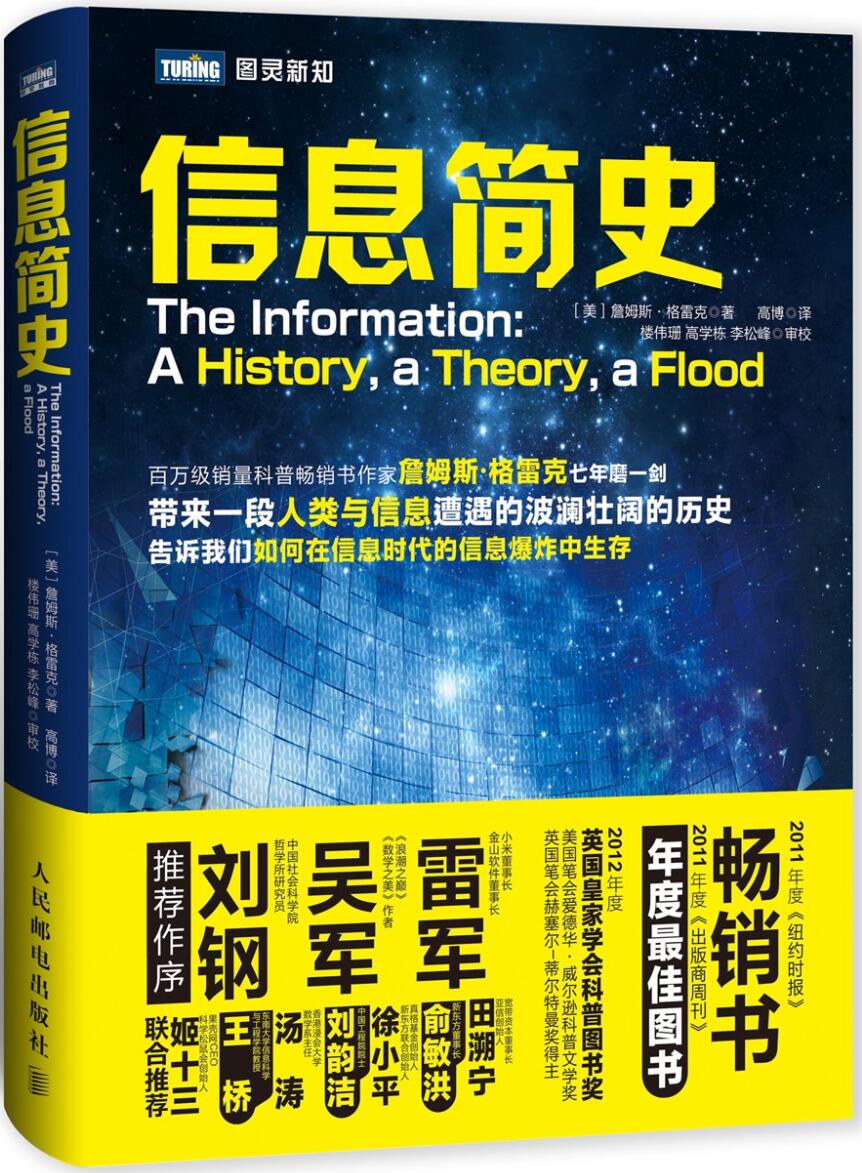 TURING 图灵新知
信息简史
[美] 詹姆斯·格雷克◎著 高博◎译
楼伟珊 高学栋 李松峰◎审校
The Information:
A History, a Theory, a Flood
百万级销量科普畅销书作家詹姆斯·格雷克七年磨一剑
带来一段人类与信息遭遇的波澜壮阔的历史
告诉我们如何在信息时代的信息爆炸中生存
2011年度《纽约时报》
畅销书
2011年度《出版商周刊》
年度最佳图书
2012年度
英国皇家学会科普图书奖
美国笔会爱德华·威尔逊科普文学奖
英国笔会赫塞尔-蒂尔特曼奖得主
小米董事长
金山软件董事长
雷军
《浪潮之巅》
《数学之美》作者
吴军
中国社会科学院
哲学所研究员
刘钢
推荐作序
宽带资本董事长
亚信创始人
田溯宁
新东方董事长
俞敏洪
真格基金创始人
新东方联合创始人
徐小平
中国工程院院士
刘韵洁
香港浸会大学
数学系主任
汤涛
东南大学信息科学
与工程学院教授
王桥
果壳网CEO
科学松鼠会创始人
姬十三
联合推荐
TURING
图灵新知
信息简史
The Information:
A History, a Theory,
a Flood
[美] 詹姆斯·格雷克◎著 高博◎译
楼伟珊 高学栋 李松峰◎审校
人民邮电出版社